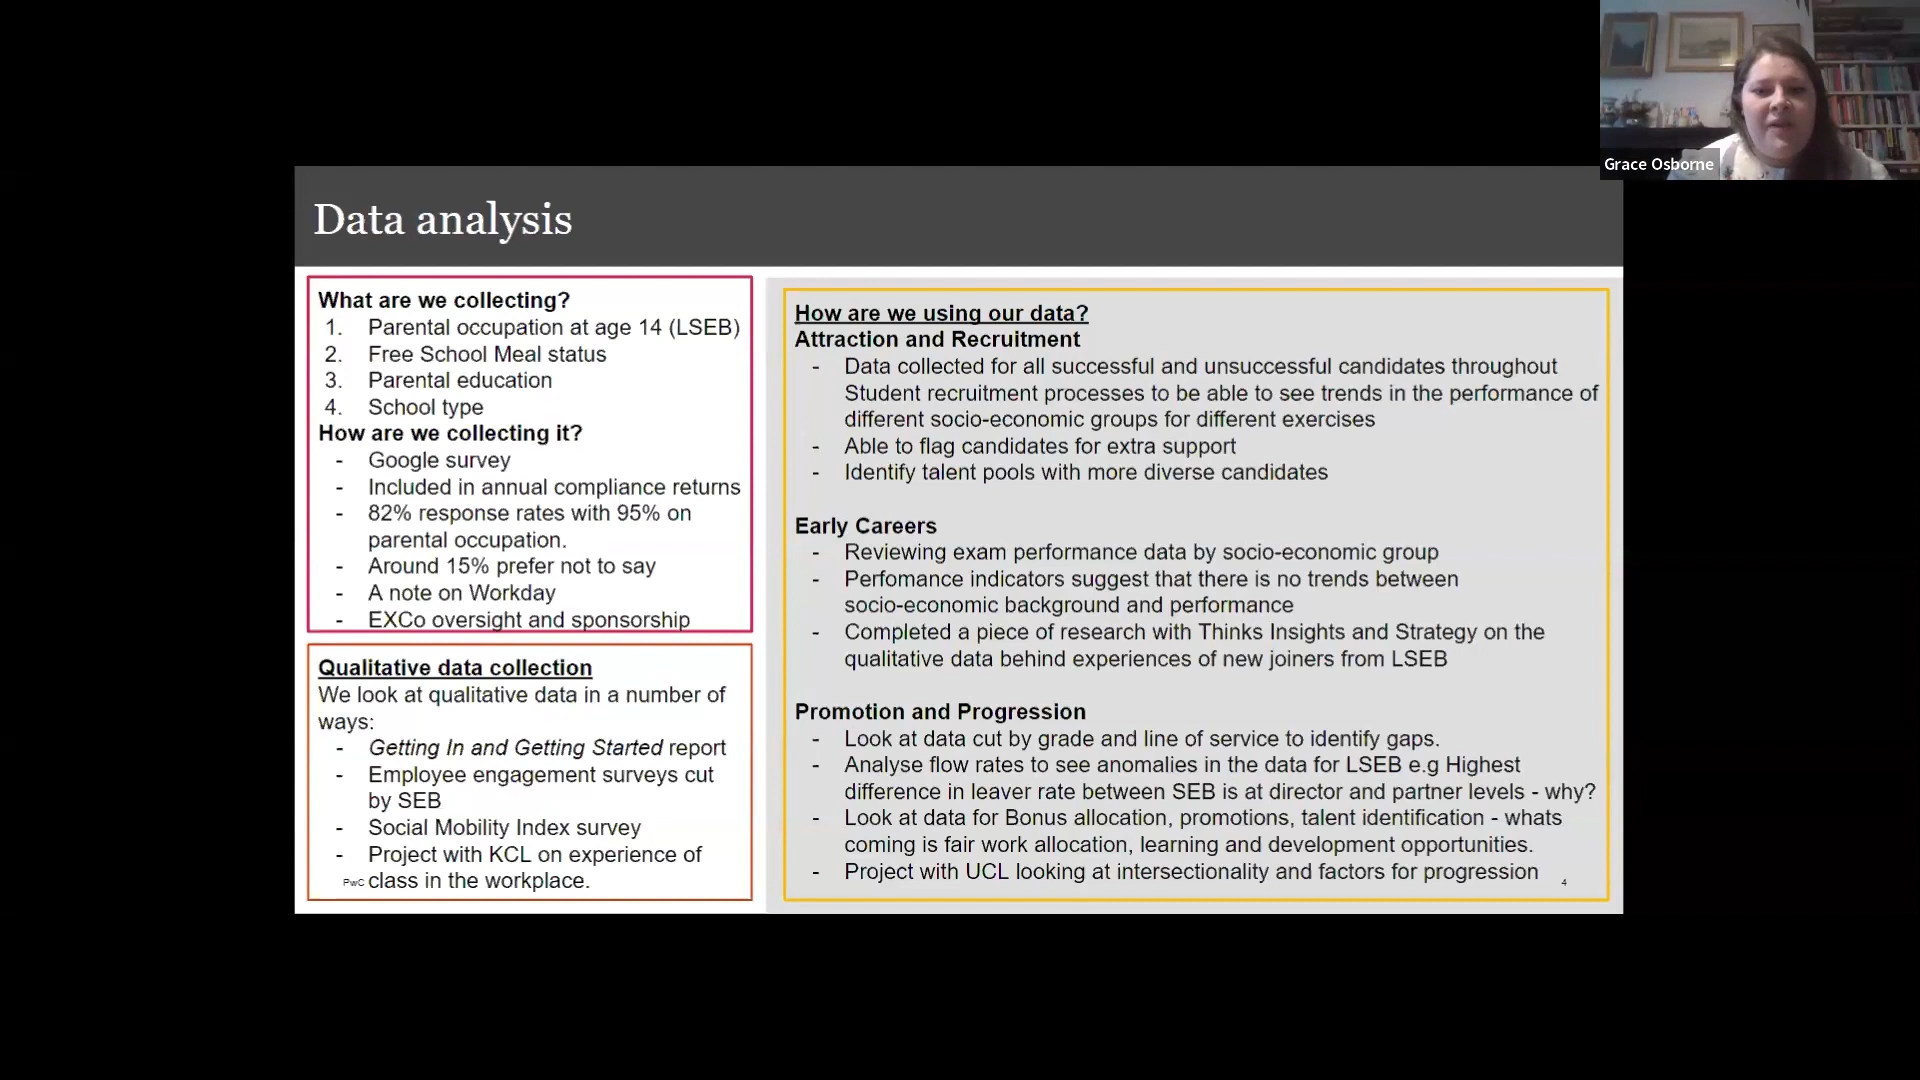 Grace Osborne
Data analysis
What are we collecting?
1. Parental occupation at age 14 (LSEB)
2. Free School Meal status
3. Parental education
4. School type
How are we collecting it?
- Google survey
- Included in annual compliance returns
- 82% response rates with 95% on
parental occupation.
- Around 15% prefer not to say
- A note on Workday
- EXCo oversight and sponsorship
Qualitative data collection
We look at qualitative data in a number of
ways:
- Getting In and Getting Started report
- Employee engagement surveys cut
by SEB
- Social Mobility Index survey
- Project with KCL on experience of
class in the workplace.
PwC
How are we using our data?
Attraction and Recruitment
- Data collected for all successful and unsuccessful candidates throughout
Student recruitment processes to be able to see trends in the performance of
different socio-economic groups for different exercises
- Able to flag candidates for extra support
- Identify talent pools with more diverse candidates
Early Careers
- Reviewing exam performance data by socio-economic group
- Perfomance indicators suggest that there is no trends between
socio-economic background and performance
- Completed a piece of research with Thinks Insights and Strategy on the
qualitative data behind experiences of new joiners from LSEB
Promotion and Progression
- Look at data cut by grade and line of service to identify gaps.
- Analyse flow rates to see anomalies in the data for LSEB e.g Highest
difference in leaver rate between SEB is at director and partner levels - why?
- Look at data for Bonus allocation, promotions, talent identification - whats
coming is fair work allocation, learning and development opportunities.
- Project with UCL looking at intersectionality and factors for progression
4